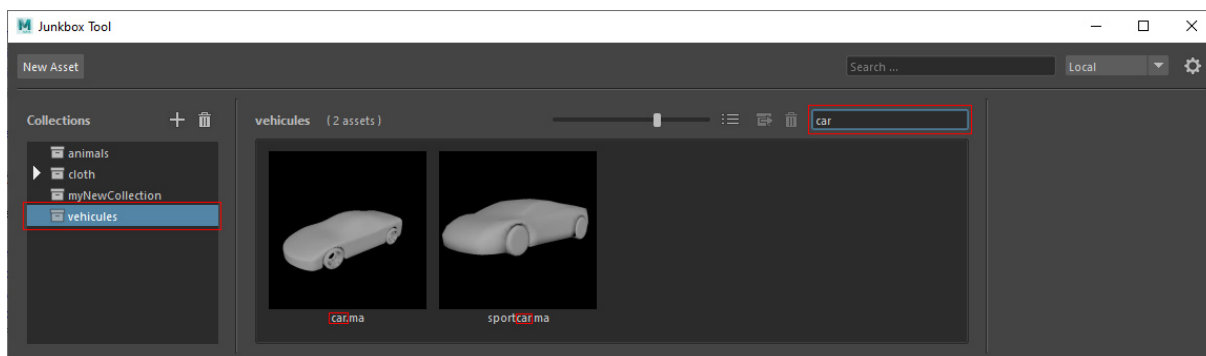 Junkbox Tool
New Asset
Search ...
Local
Collections
vehicules (2 assets)
car
animals
cloth
myNewCollection
vehicules
car.ma
sportcar.ma